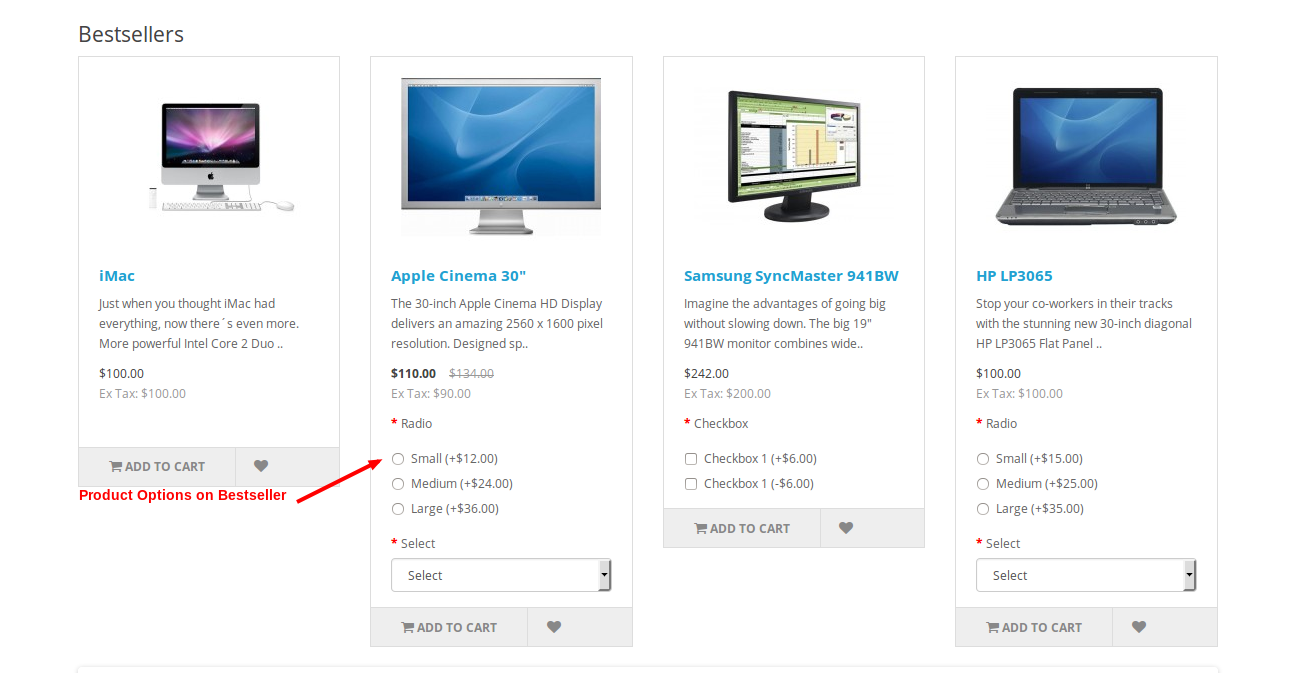 Bestsellers
iMac
Just when you thought iMac had
everything, now there´s even more.
More powerful Intel Core 2 Duo ..
$100.00
Ex Tax: $100.00
ADD TO CART
Product Options on Bestseller
Apple Cinema 30"
The 30-inch Apple Cinema HD Display
delivers an amazing 2560 x 1600 pixel
resolution. Designed sp..
$110.00 $134.00
Ex Tax: $90.00
* Radio
Small (+$12.00)
Medium (+$24.00)
Large (+$36.00)
* Select
Select
ADD TO CART
Samsung SyncMaster 941BW
Imagine the advantages of going big
without slowing down. The big 19"
941BW monitor combines wide..
$242.00
Ex Tax: $200.00
* Checkbox
Checkbox 1 (+$6.00)
Checkbox 1 (-$6.00)
ADD TO CART
HP LP3065
Stop your co-workers in their tracks
with the stunning new 30-inch diagonal
HP LP3065 Flat Panel ..
$100.00
Ex Tax: $100.00
* Radio
Small (+$15.00)
Medium (+$25.00)
Large (+$35.00)
* Select
Select
ADD TO CART